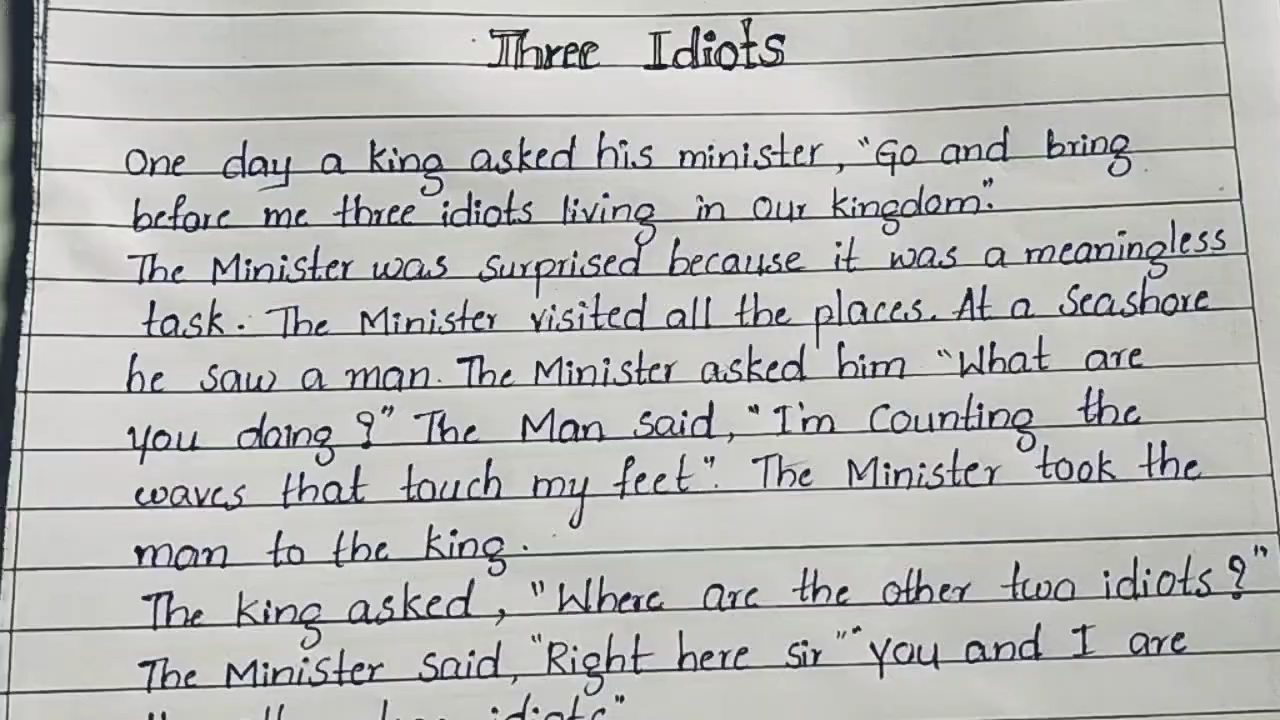 Three Idiots
One day a king asked his minister, "Go and bring
before me three idiots living in our kingdom."
The Minister was surprised because it was a meaningless
task. The Minister visited all the places. At a Seashore
he saw a man. The Minister asked him "What are
you doing ?" The Man said, "I'm Counting the
waves that touch my feet". The Minister took the
man to the king.
The king asked, "Where are the other two idiots?"
The Minister said, "Right here sir"" you and I are
idiots"